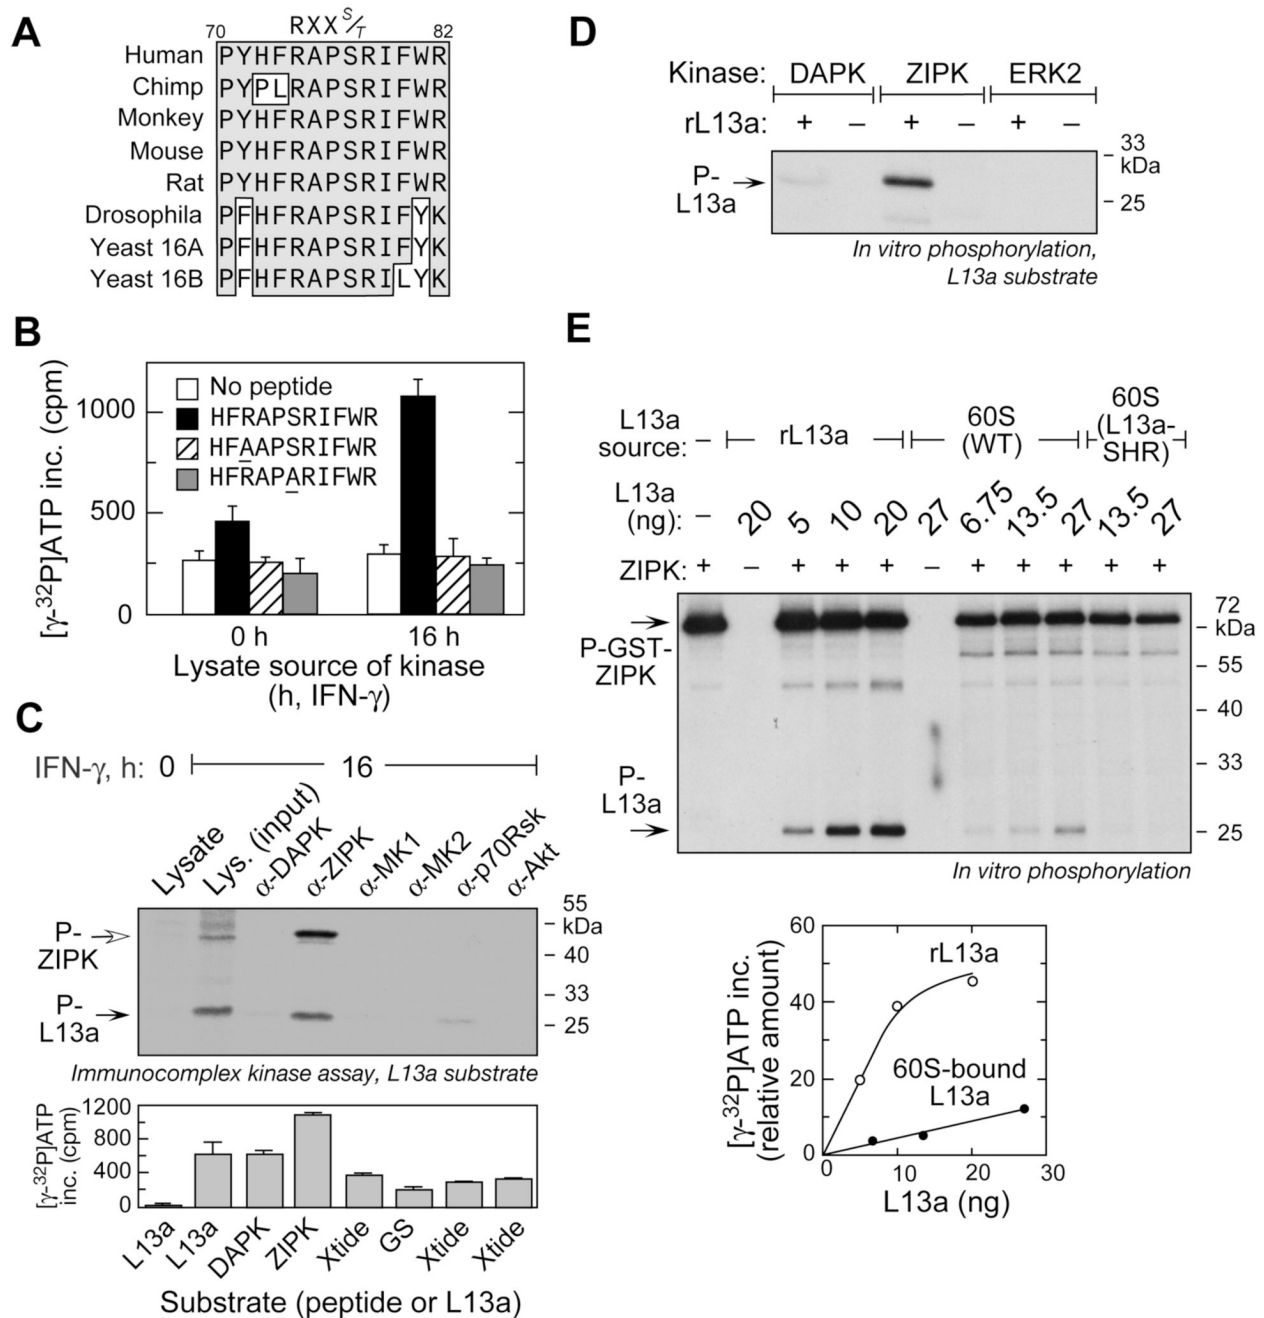 A
70 RXX S/T 82
Human PYHFRAPSRIFWR
Chimp PYPLRAPSRIFWR
Monkey PYHFRAPSRIFWR
Mouse PYHFRAPSRIFWR
Rat PYHFRAPSRIFWR
Drosophila PFHFRAPSRIFYK
Yeast 16A PFHFRAPSRIFYK
Yeast 16B PFHFRAPSRILYK
B
[γ-³²P]ATP inc. (cpm)
1000
500
0
No peptide
HFRAPSRIFWR
HFAAPSRIFWR
HFRAPARIFWR
0 h 16 h
Lysate source of kinase
(h, IFN-γ)
C
IFN-γ, h: 0 16
Lysate Lys. (input) α-DAPK α-ZIPK α-MK1 α-MK2 α-p70Rsk α-Akt
P-
ZIPK
P-
L13a
55
kDa
40
33
25
Immunocomplex kinase assay, L13a substrate
[γ-³²P]ATP
inc. (cpm)
1200
800
400
0
L13a L13a DAPK ZIPK Xtide GS Xtide Xtide
Substrate (peptide or L13a)
D
Kinase: DAPK ZIPK ERK2
rL13a: + – + – + –
P-
L13a
33
kDa
25
In vitro phosphorylation,
L13a substrate
E
L13a
source: – rL13a 60S
(WT) 60S
(L13a-
SHR)
L13a
(ng): – 20 5 10 20 27 6.75 13.5 27 13.5 27
ZIPK: + – + + + – + + + + +
P-GST-
ZIPK
P-
L13a
72
kDa
55
40
33
25
In vitro phosphorylation
[γ-³²P]ATP inc.
(relative amount)
60
40
20
0
rL13a
60S-bound
L13a
0 10 20 30
L13a (ng)